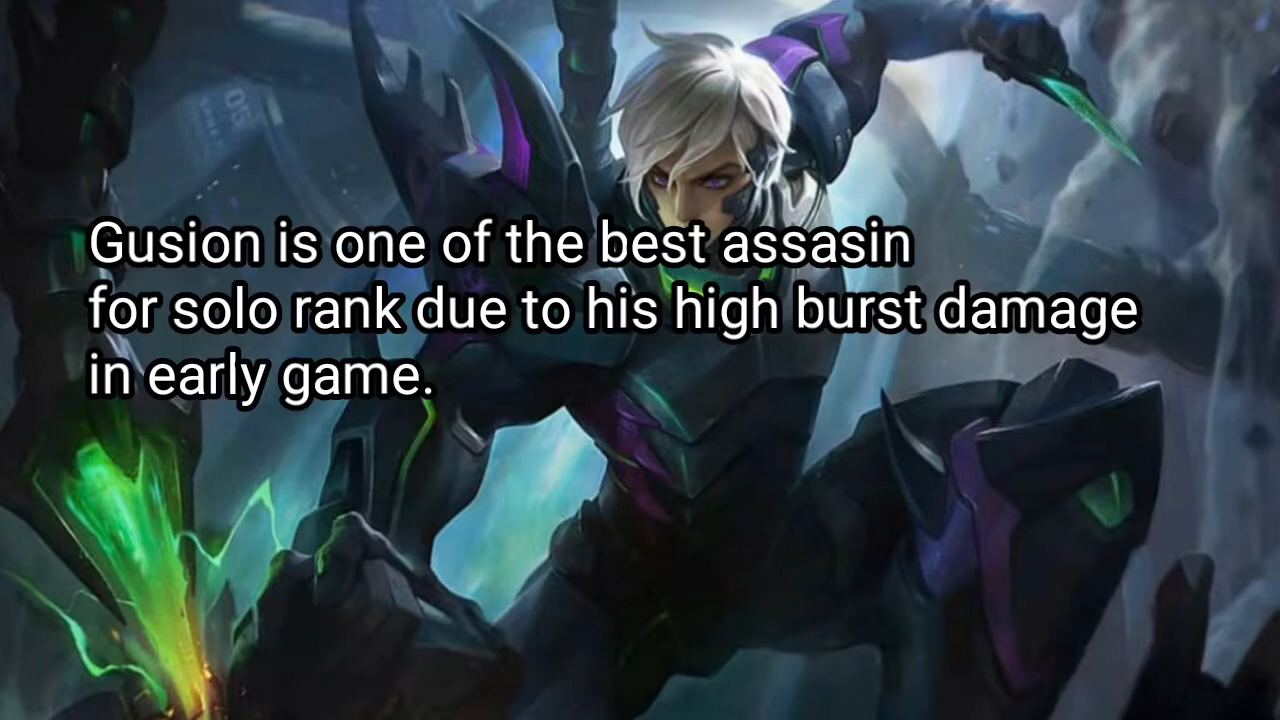 Gusion is one of the best assasin
for solo rank due to his high burst damage
in early game.
05